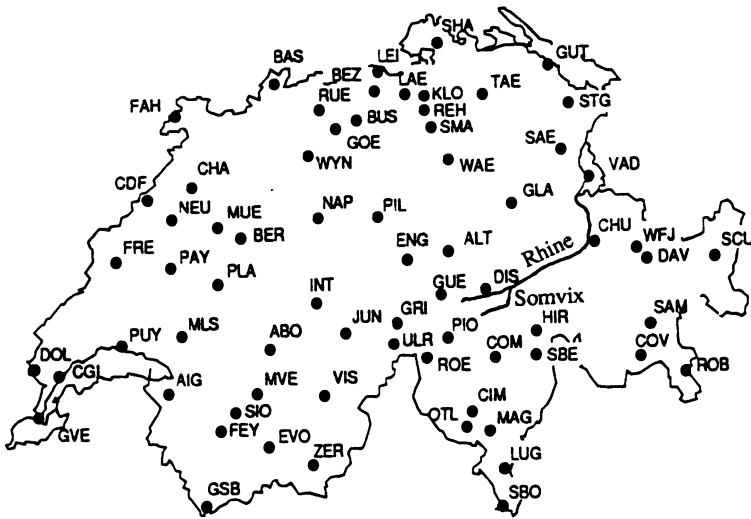 SHA
BAS
LEI
GUT
BEZ
LAE
KLO
TAE
RUE
STG
FAH
BUS
REH
SMA
GOE
SAE
WYN
WAE
VAD
CDF
CHA
GLA
NEU
MUE
NAP
PIL
BER
CHU
WFJ
SCU
FRE
PAY
ENG
ALT
Rhine
DAV
PLA
GUE
DIS
INT
Somvix
JUN
GRI
HIR
SAM
PUY
MLS
ABO
ULR
PIO
COM
SBE
COV
DOL
CGI
ROE
ROB
AIG
MVE
VIS
SIO
CIM
OTL
MAG
GVE
FEY
EVO
ZER
LUG
GSB
SBO